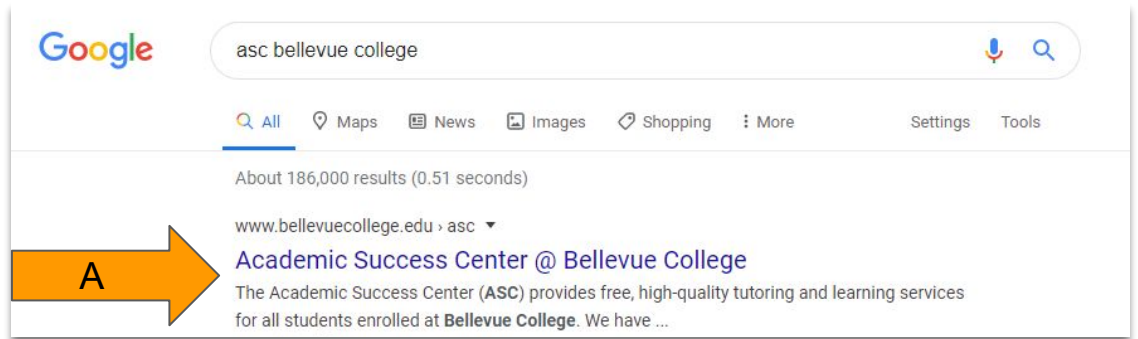 Google
asc bellevue college
All Maps News Images Shopping More Settings Tools
About 186,000 results (0.51 seconds)
www.bellevuecollege.edu › asc
Academic Success Center @ Bellevue College
A
The Academic Success Center (ASC) provides free, high-quality tutoring and learning services
for all students enrolled at Bellevue College. We have ...